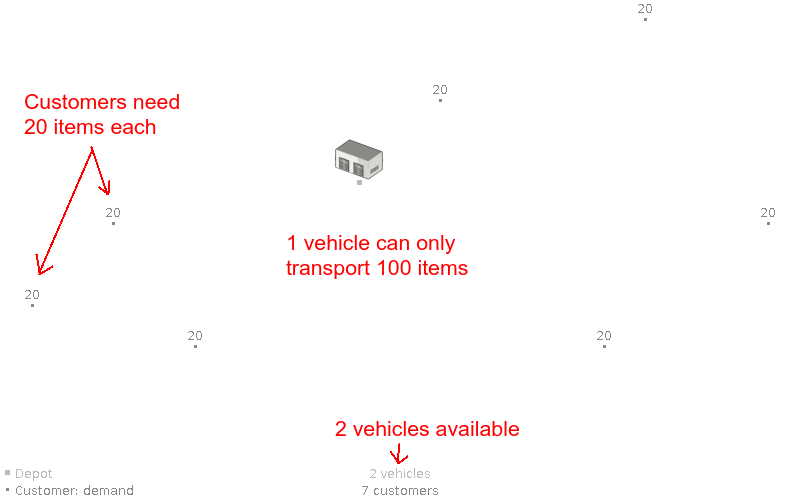 20
20
Customers need
20 items each
20
20
1 vehicle can only
transport 100 items
20
20
20
2 vehicles available
Depot
2 vehicles
Customer: demand
7 customers